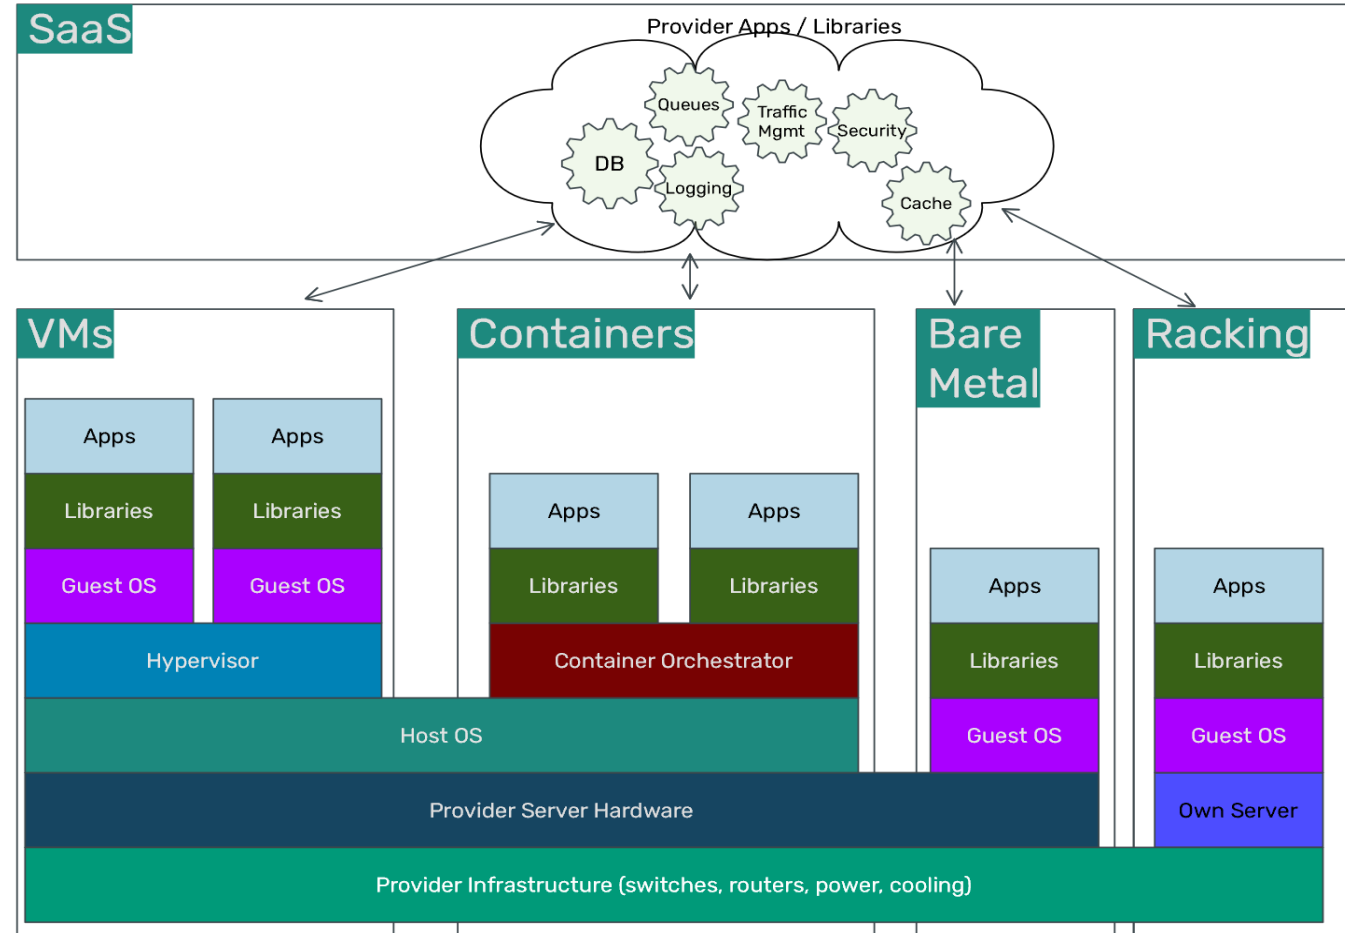 SaaS
Provider Apps / Libraries
Queues
Traffic
Mgmt
Security
DB
Logging
Cache
VMs
Containers
Bare
Metal
Racking
Apps
Apps
Libraries
Libraries
Guest OS
Guest OS
Hypervisor
Apps
Apps
Libraries
Libraries
Container Orchestrator
Host OS
Apps
Libraries
Guest OS
Apps
Libraries
Guest OS
Own Server
Provider Server Hardware
Provider Infrastructure (switches, routers, power, cooling)